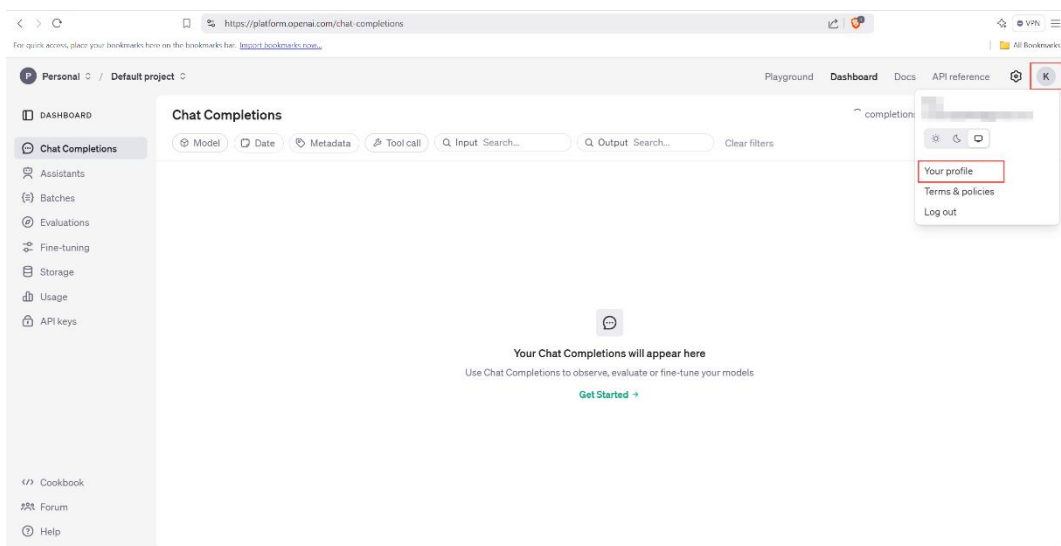 https://platform.openai.com/chat-completions
VPN
For quick access, place your bookmarks here on the bookmarks bar. Import bookmarks now...
All Bookmarks
P Personal / Default project
Playground Dashboard Docs API reference K
DASHBOARD
Chat Completions
Assistants
Batches
Evaluations
Fine-tuning
Storage
Usage
API keys
Cookbook
Forum
Help
Chat Completions
completion
Model Date Metadata Tool call Input Search... Output Search... Clear filters
Your profile
Terms & policies
Log out
Your Chat Completions will appear here
Use Chat Completions to observe, evaluate or fine-tune your models
Get Started →